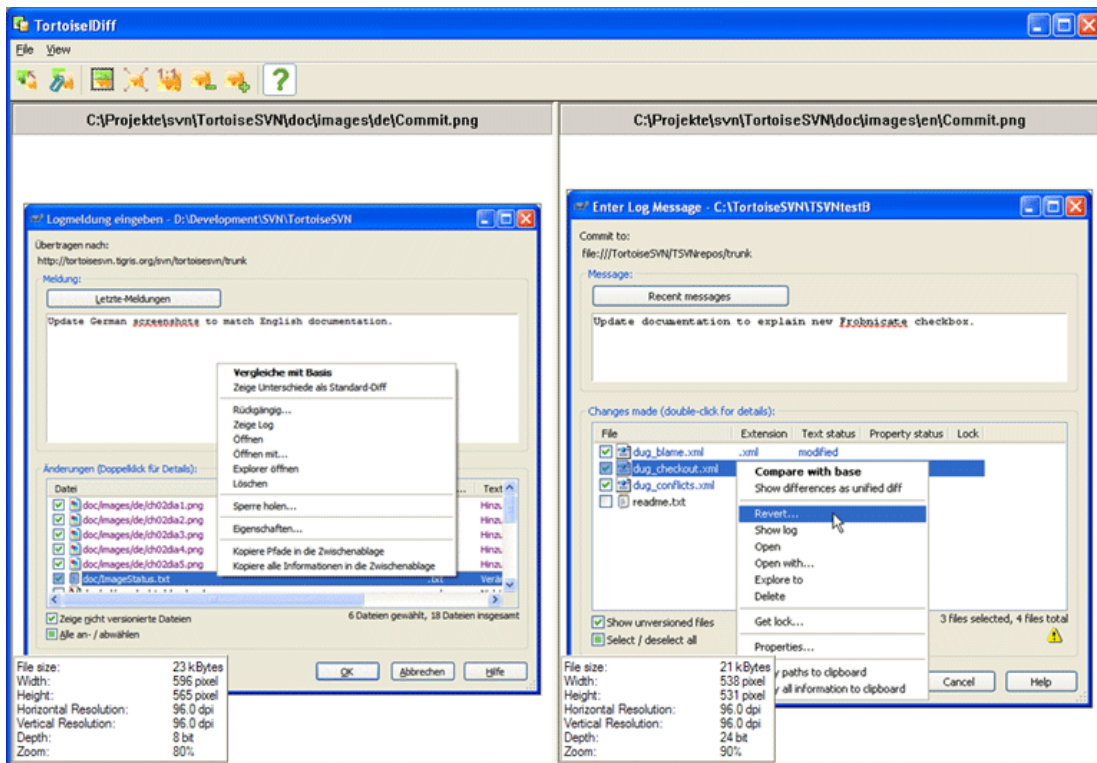 TortoiseIDiff
File View
C:\Projekte\svn\TortoiseSVN\doc\images\de\Commit.png
Logmeldung eingeben - D:\Development\SVN\TortoiseSVN
Übertragen nach:
http://tortoisesvn.tigris.org/svn/tortoisesvn/trunk
Meldung:
Letzte-Meldungen
Update German screenshots to match English documentation.
Vergleiche mit Basis
Zeige Unterschiede als Standard-Diff
Rückgängig...
Zeige Log
Öffnen
Öffnen mit...
Explorer öffnen
Löschen
Sperre holen...
Eigenschaften...
Kopiere Pfade in die Zwischenablage
Kopiere alle Informationen in die Zwischenablage
Änderungen (Doppelklick für Details):
Datei ... Text
doc/images/de/ch02dia1.png Hinzu
doc/images/de/ch02dia2.png Hinzu
doc/images/de/ch02dia3.png Hinzu
doc/images/de/ch02dia4.png Hinzu
doc/images/de/ch02dia5.png Hinzu
doc/ImageStatus.txt .txt Verär
Zeige nicht versionierte Dateien
6 Dateien gewählt, 18 Dateien insgesamt
Alle an- / abwählen
OK Abbrechen Hilfe
File size: 23 kBytes
Width: 596 pixel
Height: 565 pixel
Horizontal Resolution: 96.0 dpi
Vertical Resolution: 96.0 dpi
Depth: 8 bit
Zoom: 80%
C:\Projekte\svn\TortoiseSVN\doc\images\en\Commit.png
Enter Log Message - C:\TortoiseSVN\TSVNtestB
Commit to:
file:///TortoiseSVN/TSVNrepos/trunk
Message:
Recent messages
Update documentation to explain new Frobnicate checkbox.
Changes made (double-click for details):
File Extension Text status Property status Lock
dug_blame.xml .xml modified
dug_checkout.xml
dug_conflicts.xml
readme.txt
Compare with base
Show differences as unified diff
Revert...
Show log
Open
Open with...
Explore to
Delete
Get lock...
Properties...
y paths to clipboard
y all information to clipboard
Show unversioned files
3 files selected, 4 files total
Select / deselect all
Cancel Help
File size: 21 kBytes
Width: 538 pixel
Height: 531 pixel
Horizontal Resolution: 96.0 dpi
Vertical Resolution: 96.0 dpi
Depth: 24 bit
Zoom: 90%